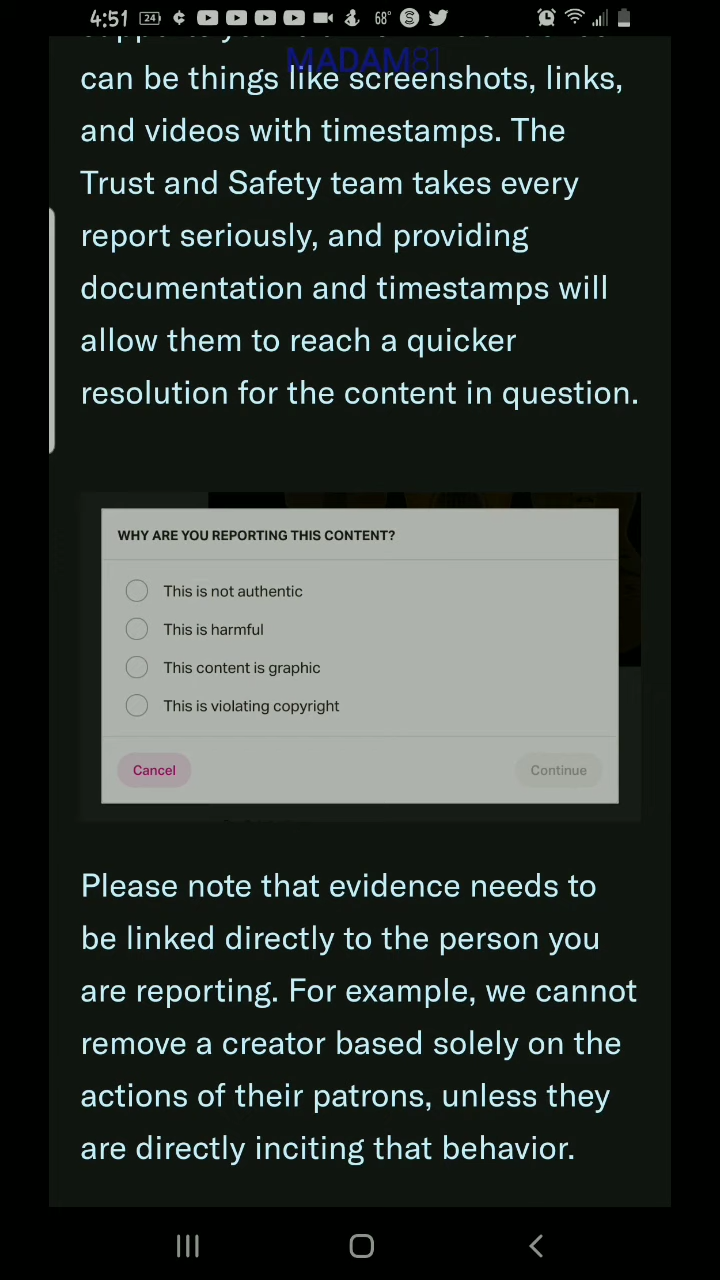 4:51 24 68° S
MADAM81
can be things like screenshots, links,
and videos with timestamps. The
Trust and Safety team takes every
report seriously, and providing
documentation and timestamps will
allow them to reach a quicker
resolution for the content in question.
WHY ARE YOU REPORTING THIS CONTENT?
This is not authentic
This is harmful
This content is graphic
This is violating copyright
Cancel Continue
Please note that evidence needs to
be linked directly to the person you
are reporting. For example, we cannot
remove a creator based solely on the
actions of their patrons, unless they
are directly inciting that behavior.